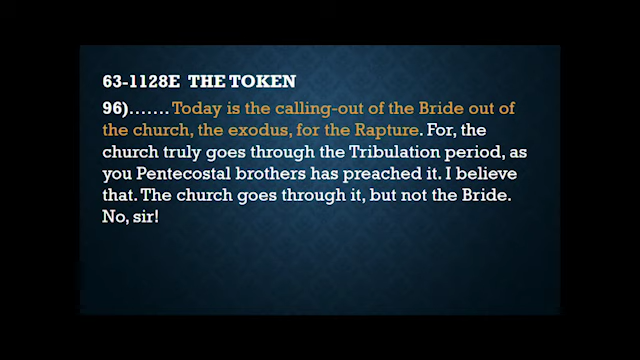 63-1128E THE TOKEN
96)....... Today is the calling-out of the Bride out of
the church, the exodus, for the Rapture. For, the
church truly goes through the Tribulation period, as
you Pentecostal brothers has preached it. I believe
that. The church goes through it, but not the Bride.
No, sir!